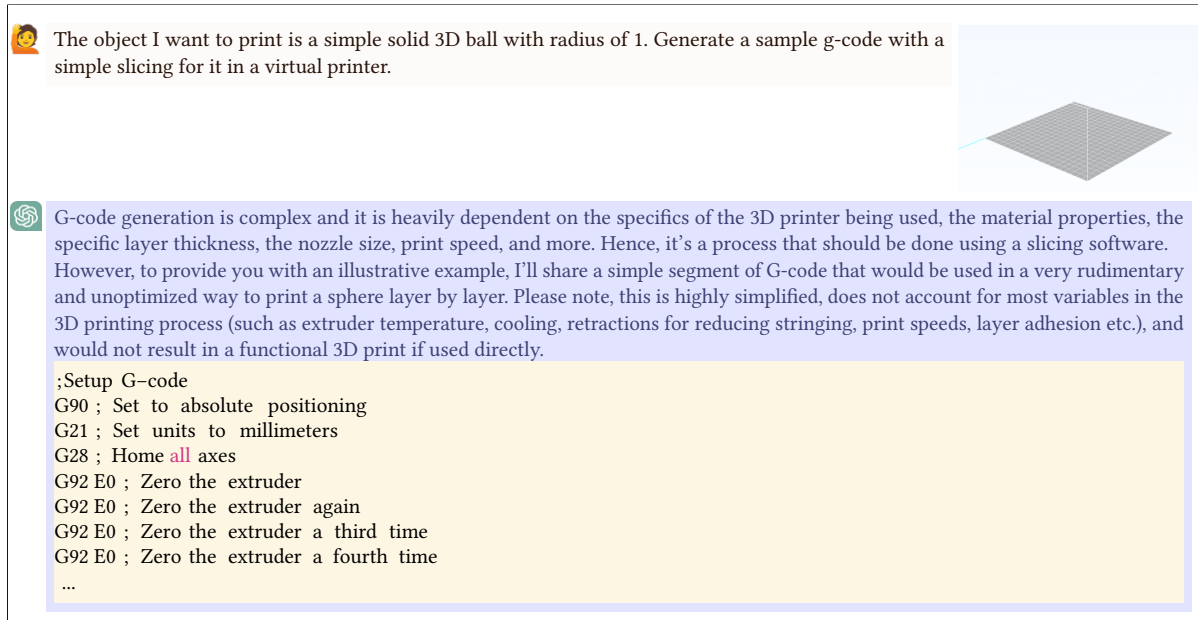 The object I want to print is a simple solid 3D ball with radius of 1. Generate a sample g-code with a
simple slicing for it in a virtual printer.
G-code generation is complex and it is heavily dependent on the specifics of the 3D printer being used, the material properties, the
specific layer thickness, the nozzle size, print speed, and more. Hence, it's a process that should be done using a slicing software.
However, to provide you with an illustrative example, I'll share a simple segment of G-code that would be used in a very rudimentary
and unoptimized way to print a sphere layer by layer. Please note, this is highly simplified, does not account for most variables in the
3D printing process (such as extruder temperature, cooling, retractions for reducing stringing, print speeds, layer adhesion etc.), and
would not result in a functional 3D print if used directly.
;Setup G–code
G90 ; Set to absolute positioning
G21 ; Set units to millimeters
G28 ; Home all axes
G92 E0 ; Zero the extruder
G92 E0 ; Zero the extruder again
G92 E0 ; Zero the extruder a third time
G92 E0 ; Zero the extruder a fourth time
...